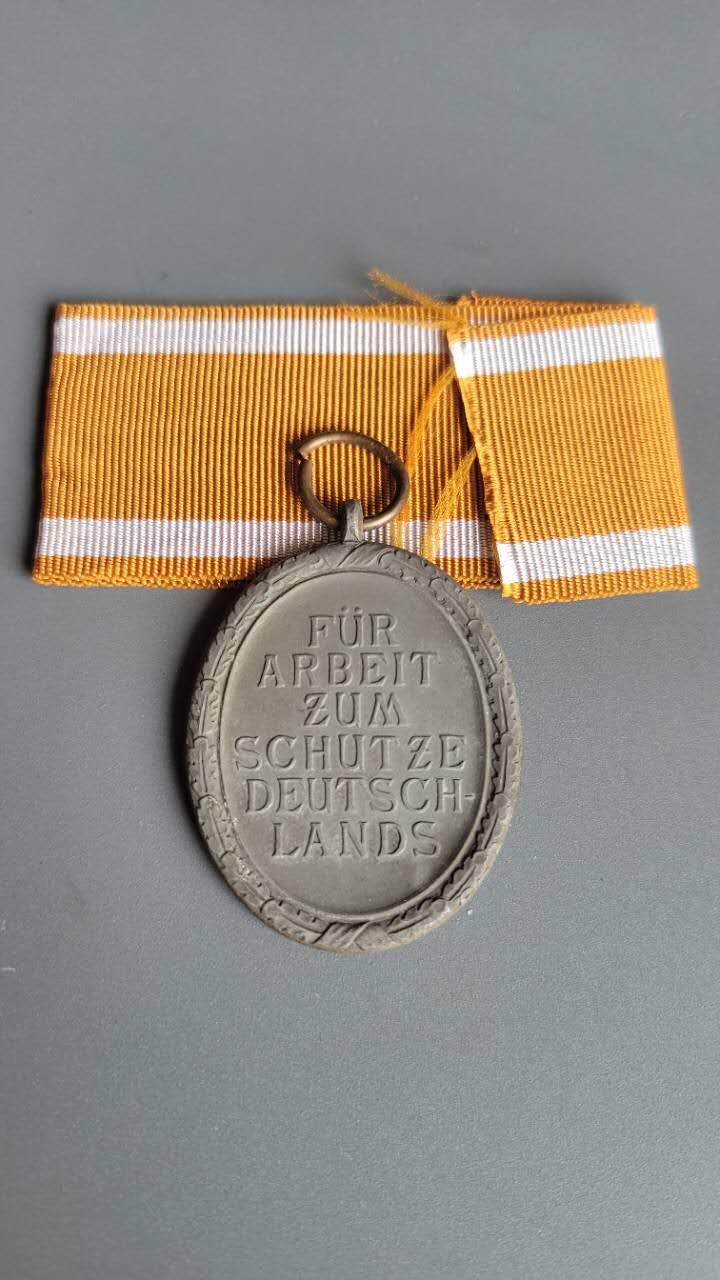 FÜR
ARBEIT
ZUM
SCHUTZE
DEUTSCH-
LANDS